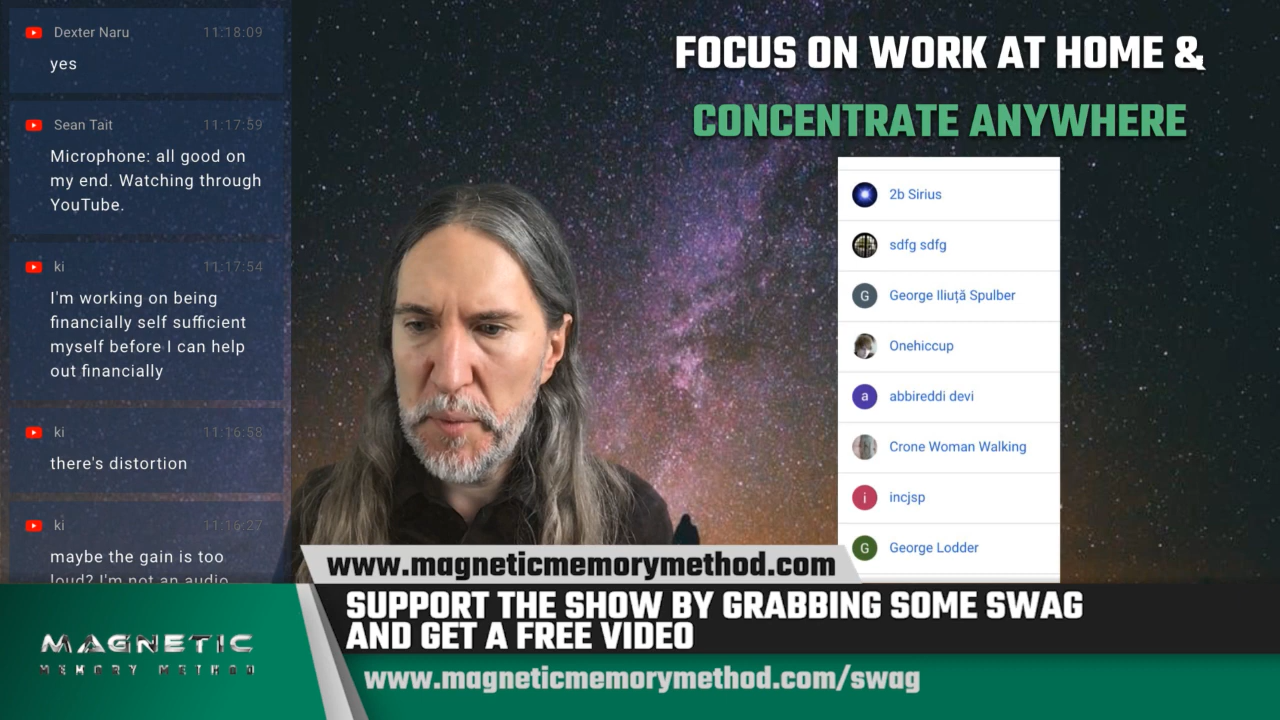 Dexter Naru 11:18:09
yes
Sean Tait 11:17:59
Microphone: all good on
my end. Watching through
YouTube.
ki 11:17:54
I'm working on being
financially self sufficient
myself before I can help
out financially
ki 11:16:58
there's distortion
ki 11:16:27
maybe the gain is too
loud? I'm not an audio
FOCUS ON WORK AT HOME &
CONCENTRATE ANYWHERE
2b Sirius
sdfg sdfg
G George Iliuță Spulber
Onehiccup
a abbireddi devi
Crone Woman Walking
i incjsp
G George Lodder
www.magneticmemorymethod.com
SUPPORT THE SHOW BY GRABBING SOME SWAG
AND GET A FREE VIDEO
www.magneticmemorymethod.com/swag
MAGNETIC
MEMORY METHOD